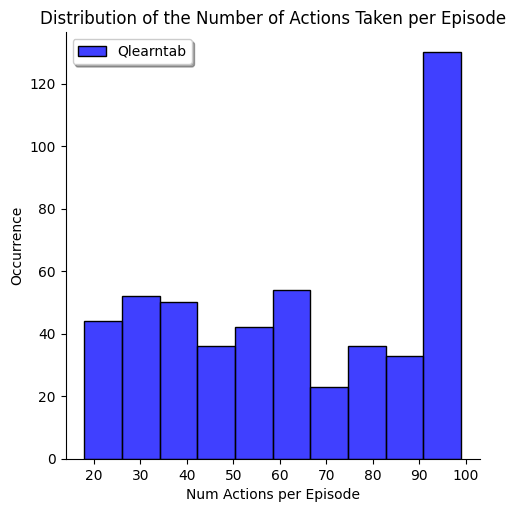 Distribution of the Number of Actions Taken per Episode
Qlearntab
120
100
80
60
40
20
0
Occurrence
20 30 40 50 60 70 80 90 100
Num Actions per Episode